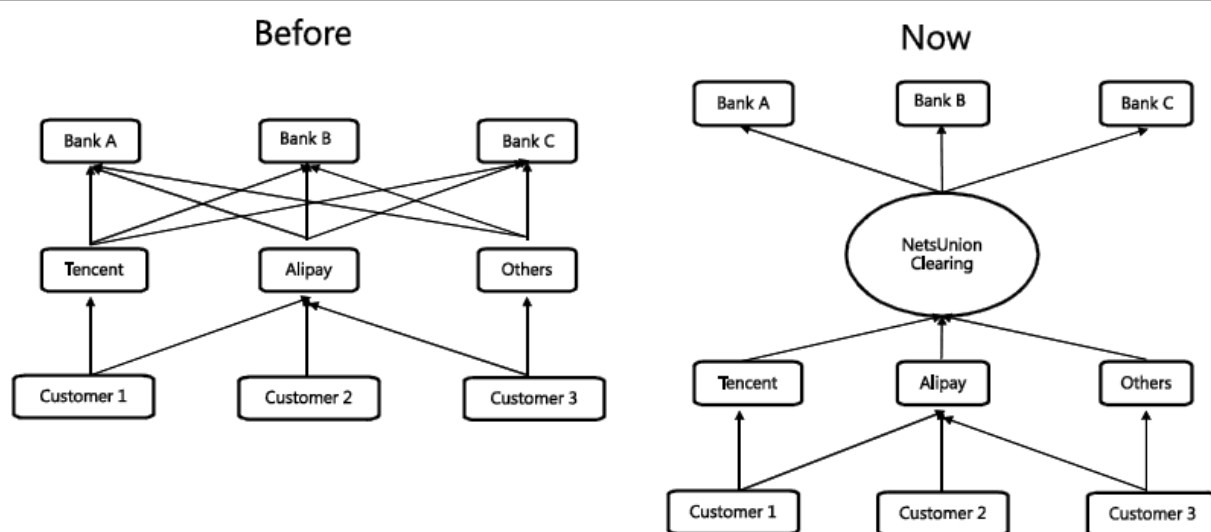 Before
Bank A
Bank B
Bank C
Tencent
Alipay
Others
Customer 1
Customer 2
Customer 3
Now
Bank A
Bank B
Bank C
NetsUnion
Clearing
Tencent
Alipay
Others
Customer 1
Customer 2
Customer 3